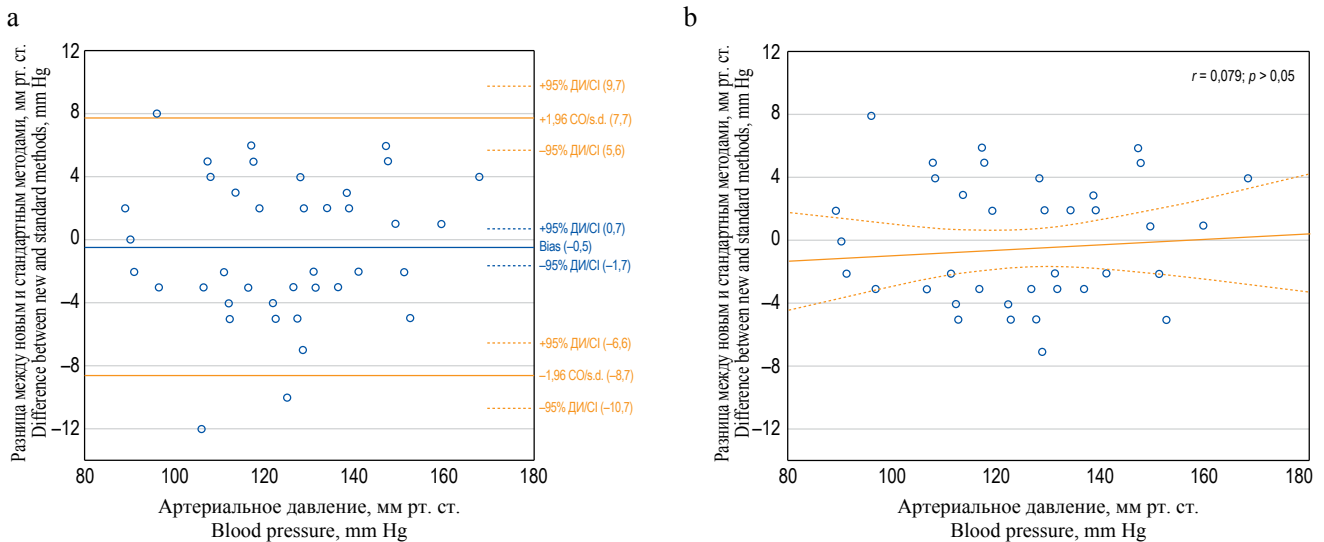 a
Разница между новым и стандартным методами, мм рт. ст.
Difference between new and standard methods, mm Hg
12
8
4
0
–4
–8
–12
+95% ДИ/CI (9,7)
+1,96 СО/s.d. (7,7)
–95% ДИ/CI (5,6)
+95% ДИ/CI (0,7)
Bias (–0,5)
–95% ДИ/CI (–1,7)
+95% ДИ/CI (–6,6)
–1,96 СО/s.d. (–8,7)
–95% ДИ/CI (–10,7)
80 100 120 140 160 180
Артериальное давление, мм рт. ст.
Blood pressure, mm Hg
b
Разница между новым и стандартным методами, мм рт. ст.
Difference between new and standard methods, mm Hg
12
8
4
0
–4
–8
–12
r = 0,079; p > 0,05
80 100 120 140 160 180
Артериальное давление, мм рт. ст.
Blood pressure, mm Hg